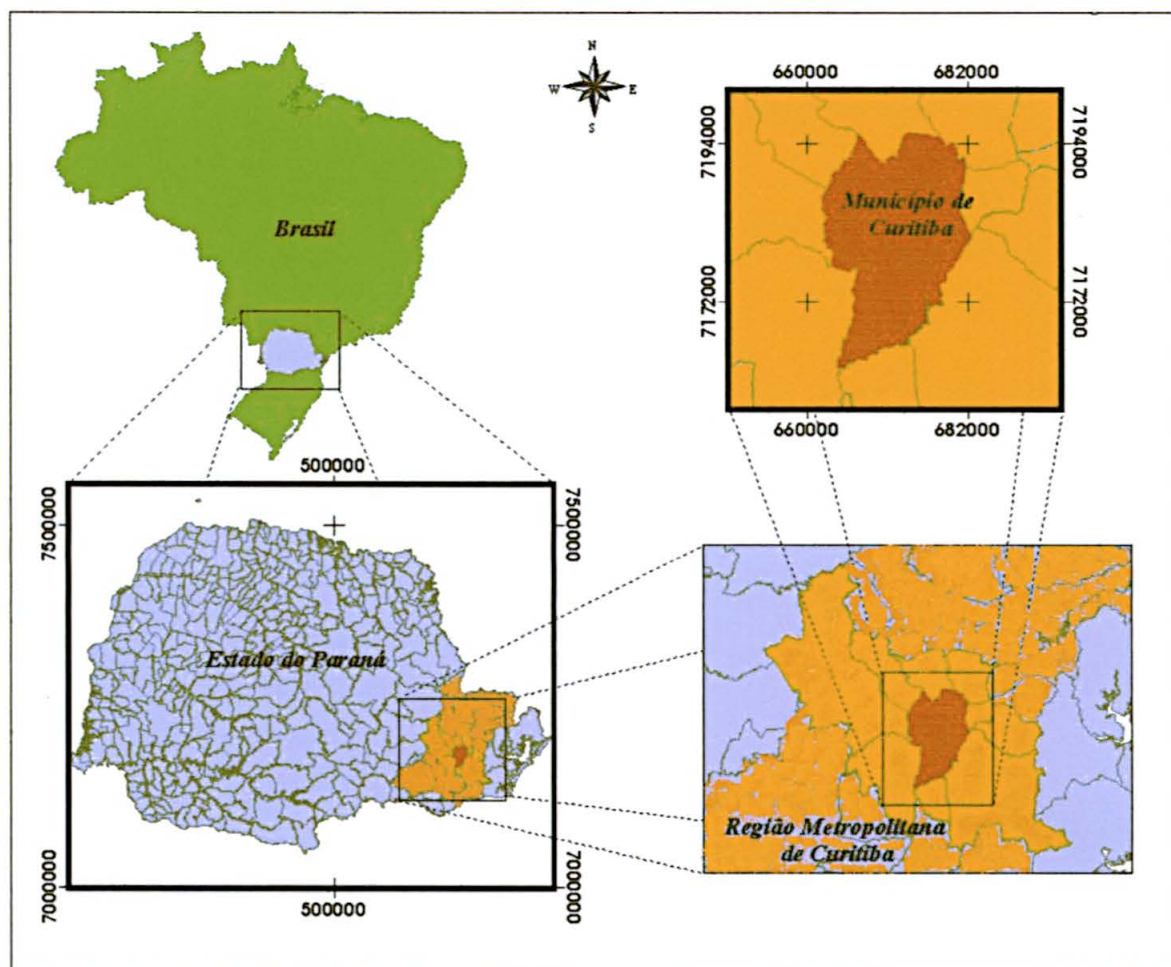 N
W E
S
Brasil
660000 682000
7194000 7194000
Município de
Curitiba
7172000 7172000
660000 682000
500000
7500000 7500000
Estado do Paraná
7000000 7000000
500000
Região Metropolitana
de Curitiba